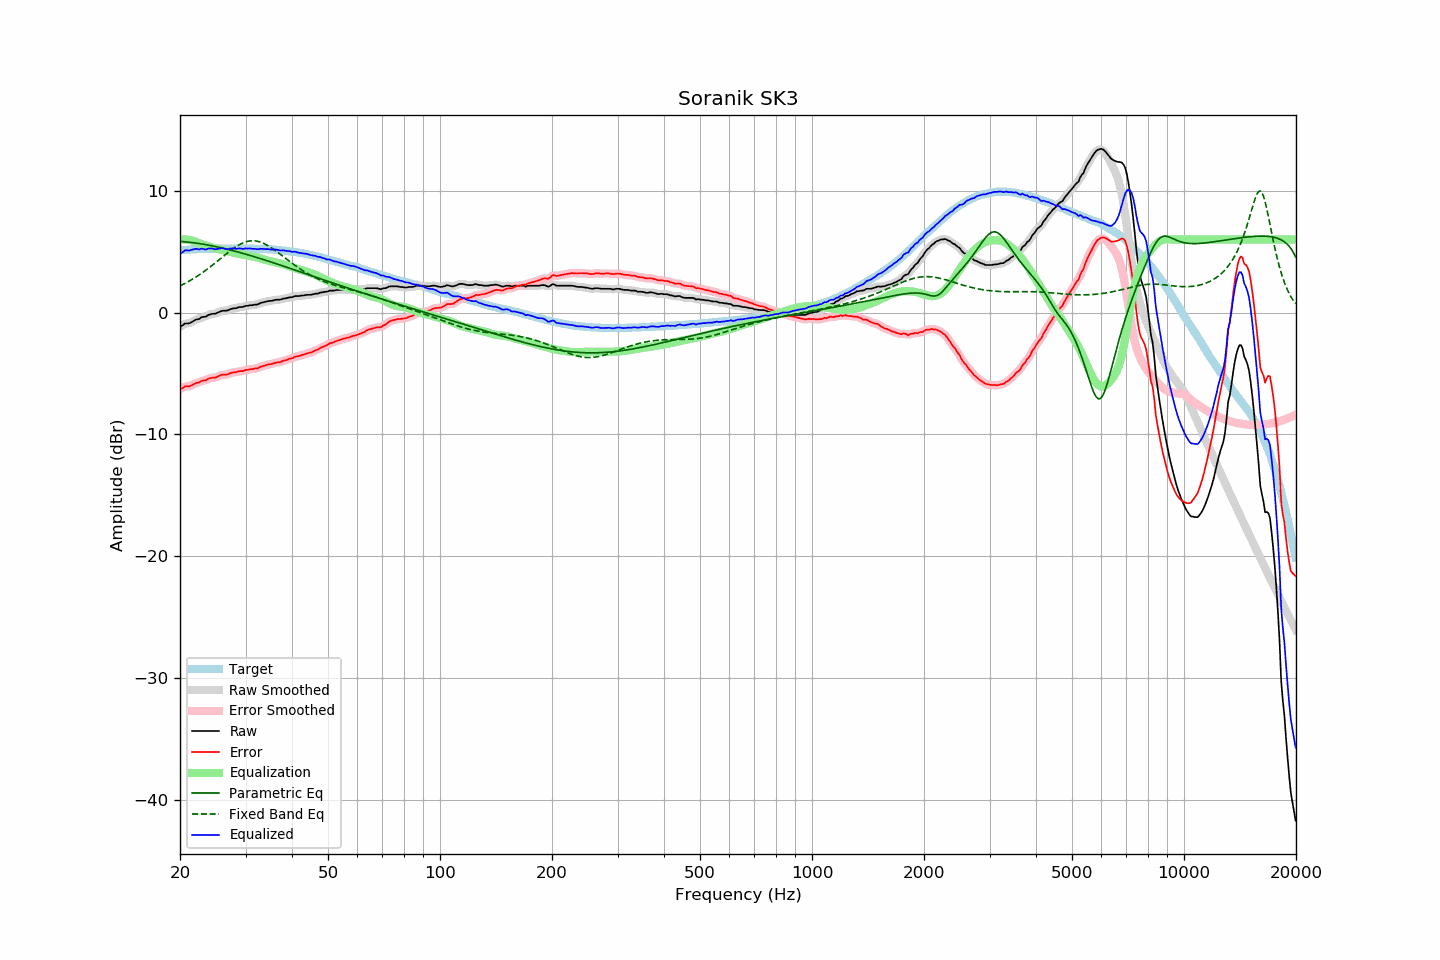 Soranik SK3
10
0
−10
−20
−30
−40
Amplitude (dBr)
Target
Raw Smoothed
Error Smoothed
Raw
Error
Equalization
Parametric Eq
Fixed Band Eq
Equalized
20 50 100 200 500 1000 2000 5000 10000 20000
Frequency (Hz)